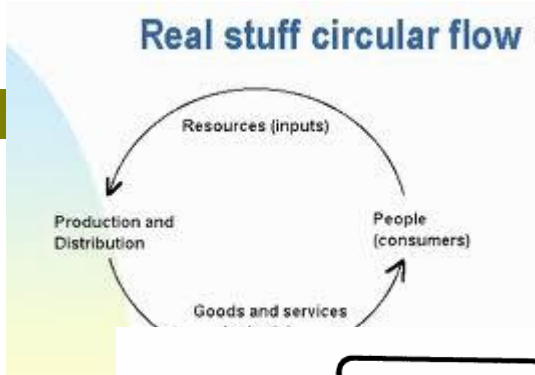 Real stuff circular flow
Resources (inputs)
Production and
Distribution
People
(consumers)
Goods and services